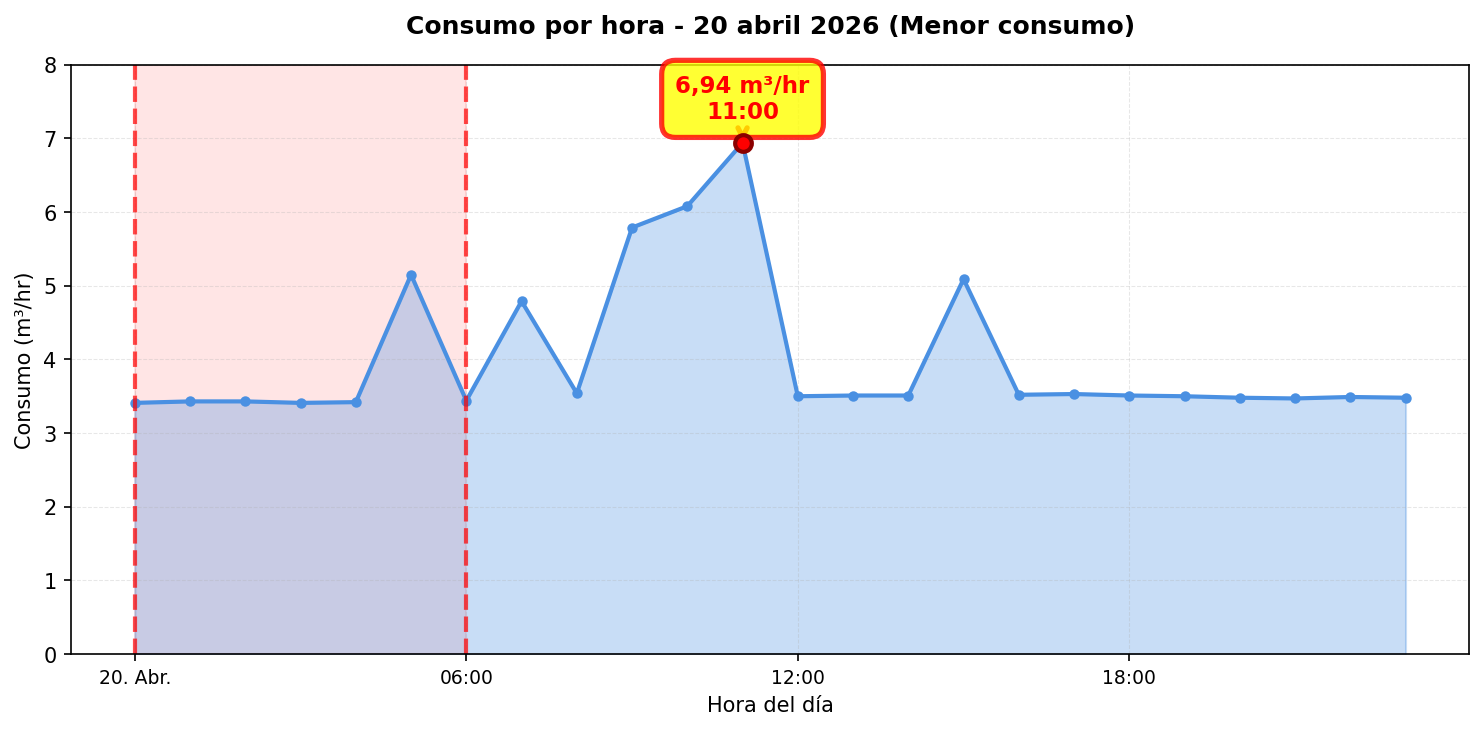 Consumo por hora - 20 abril 2026 (Menor consumo)
6,94 m³/hr
11:00
Consumo (m³/hr)
8
7
6
5
4
3
2
1
0
20. Abr.
06:00
12:00
18:00
Hora del día